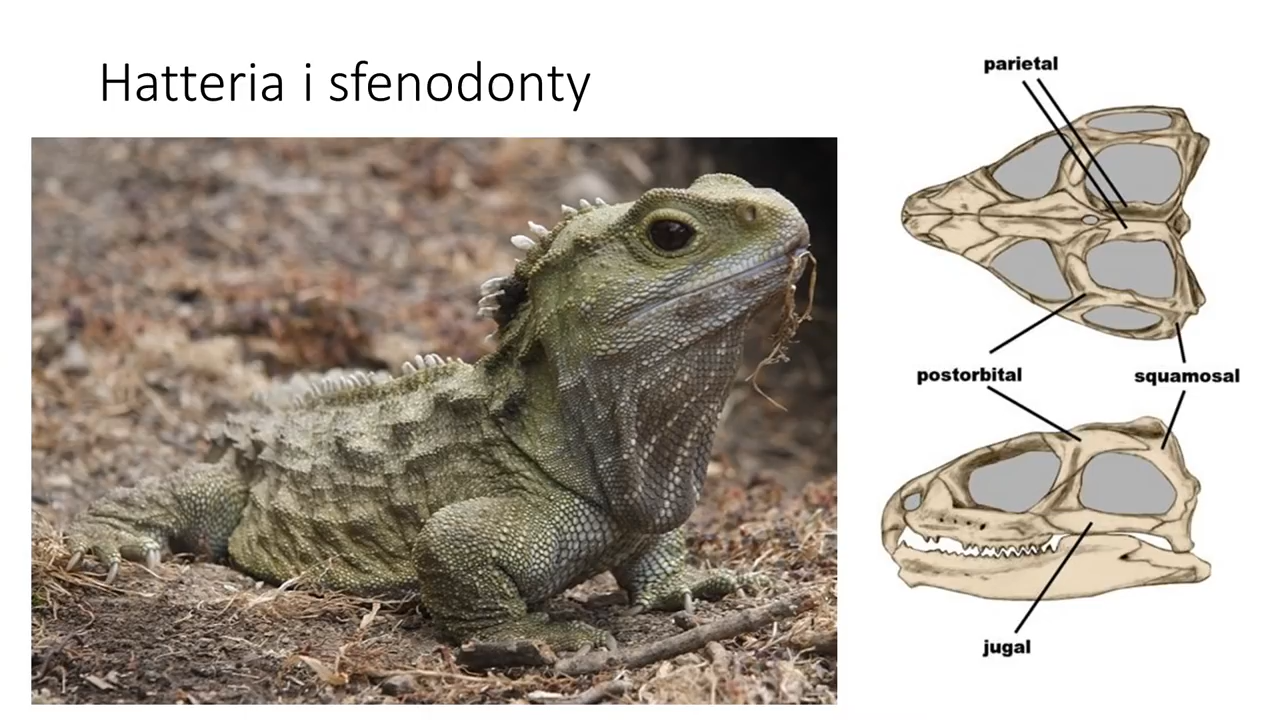 Hatteria i sfenodonty
parietal
postorbital
squamosal
jugal